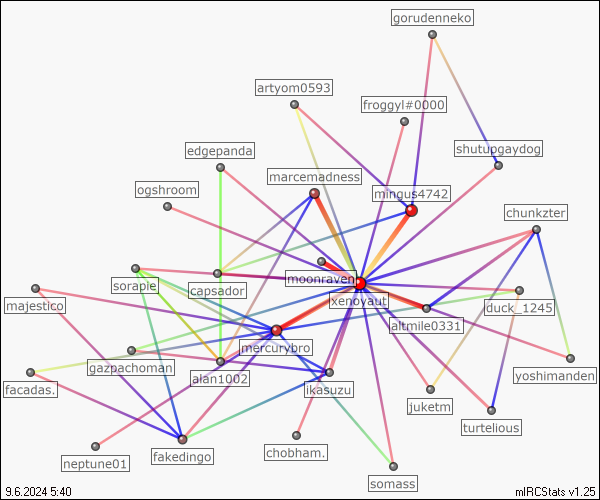 gorudenneko
artyom0593
froggyl#0000
edgepanda
shutupgaydog
marcemadness
ogshroom
mingus4742
chunkzter
moonraven
sorapie
capsador
xenovaut
majestico
duck_1245
altmile0331
mercurybro
gazpachoman
yoshimanden
alan1002
facadas.
ikasuzu
juketm
turtelious
chobham.
fakedingo
neptune01
somass
9.6.2024 5:40
mIRCStats v1.25